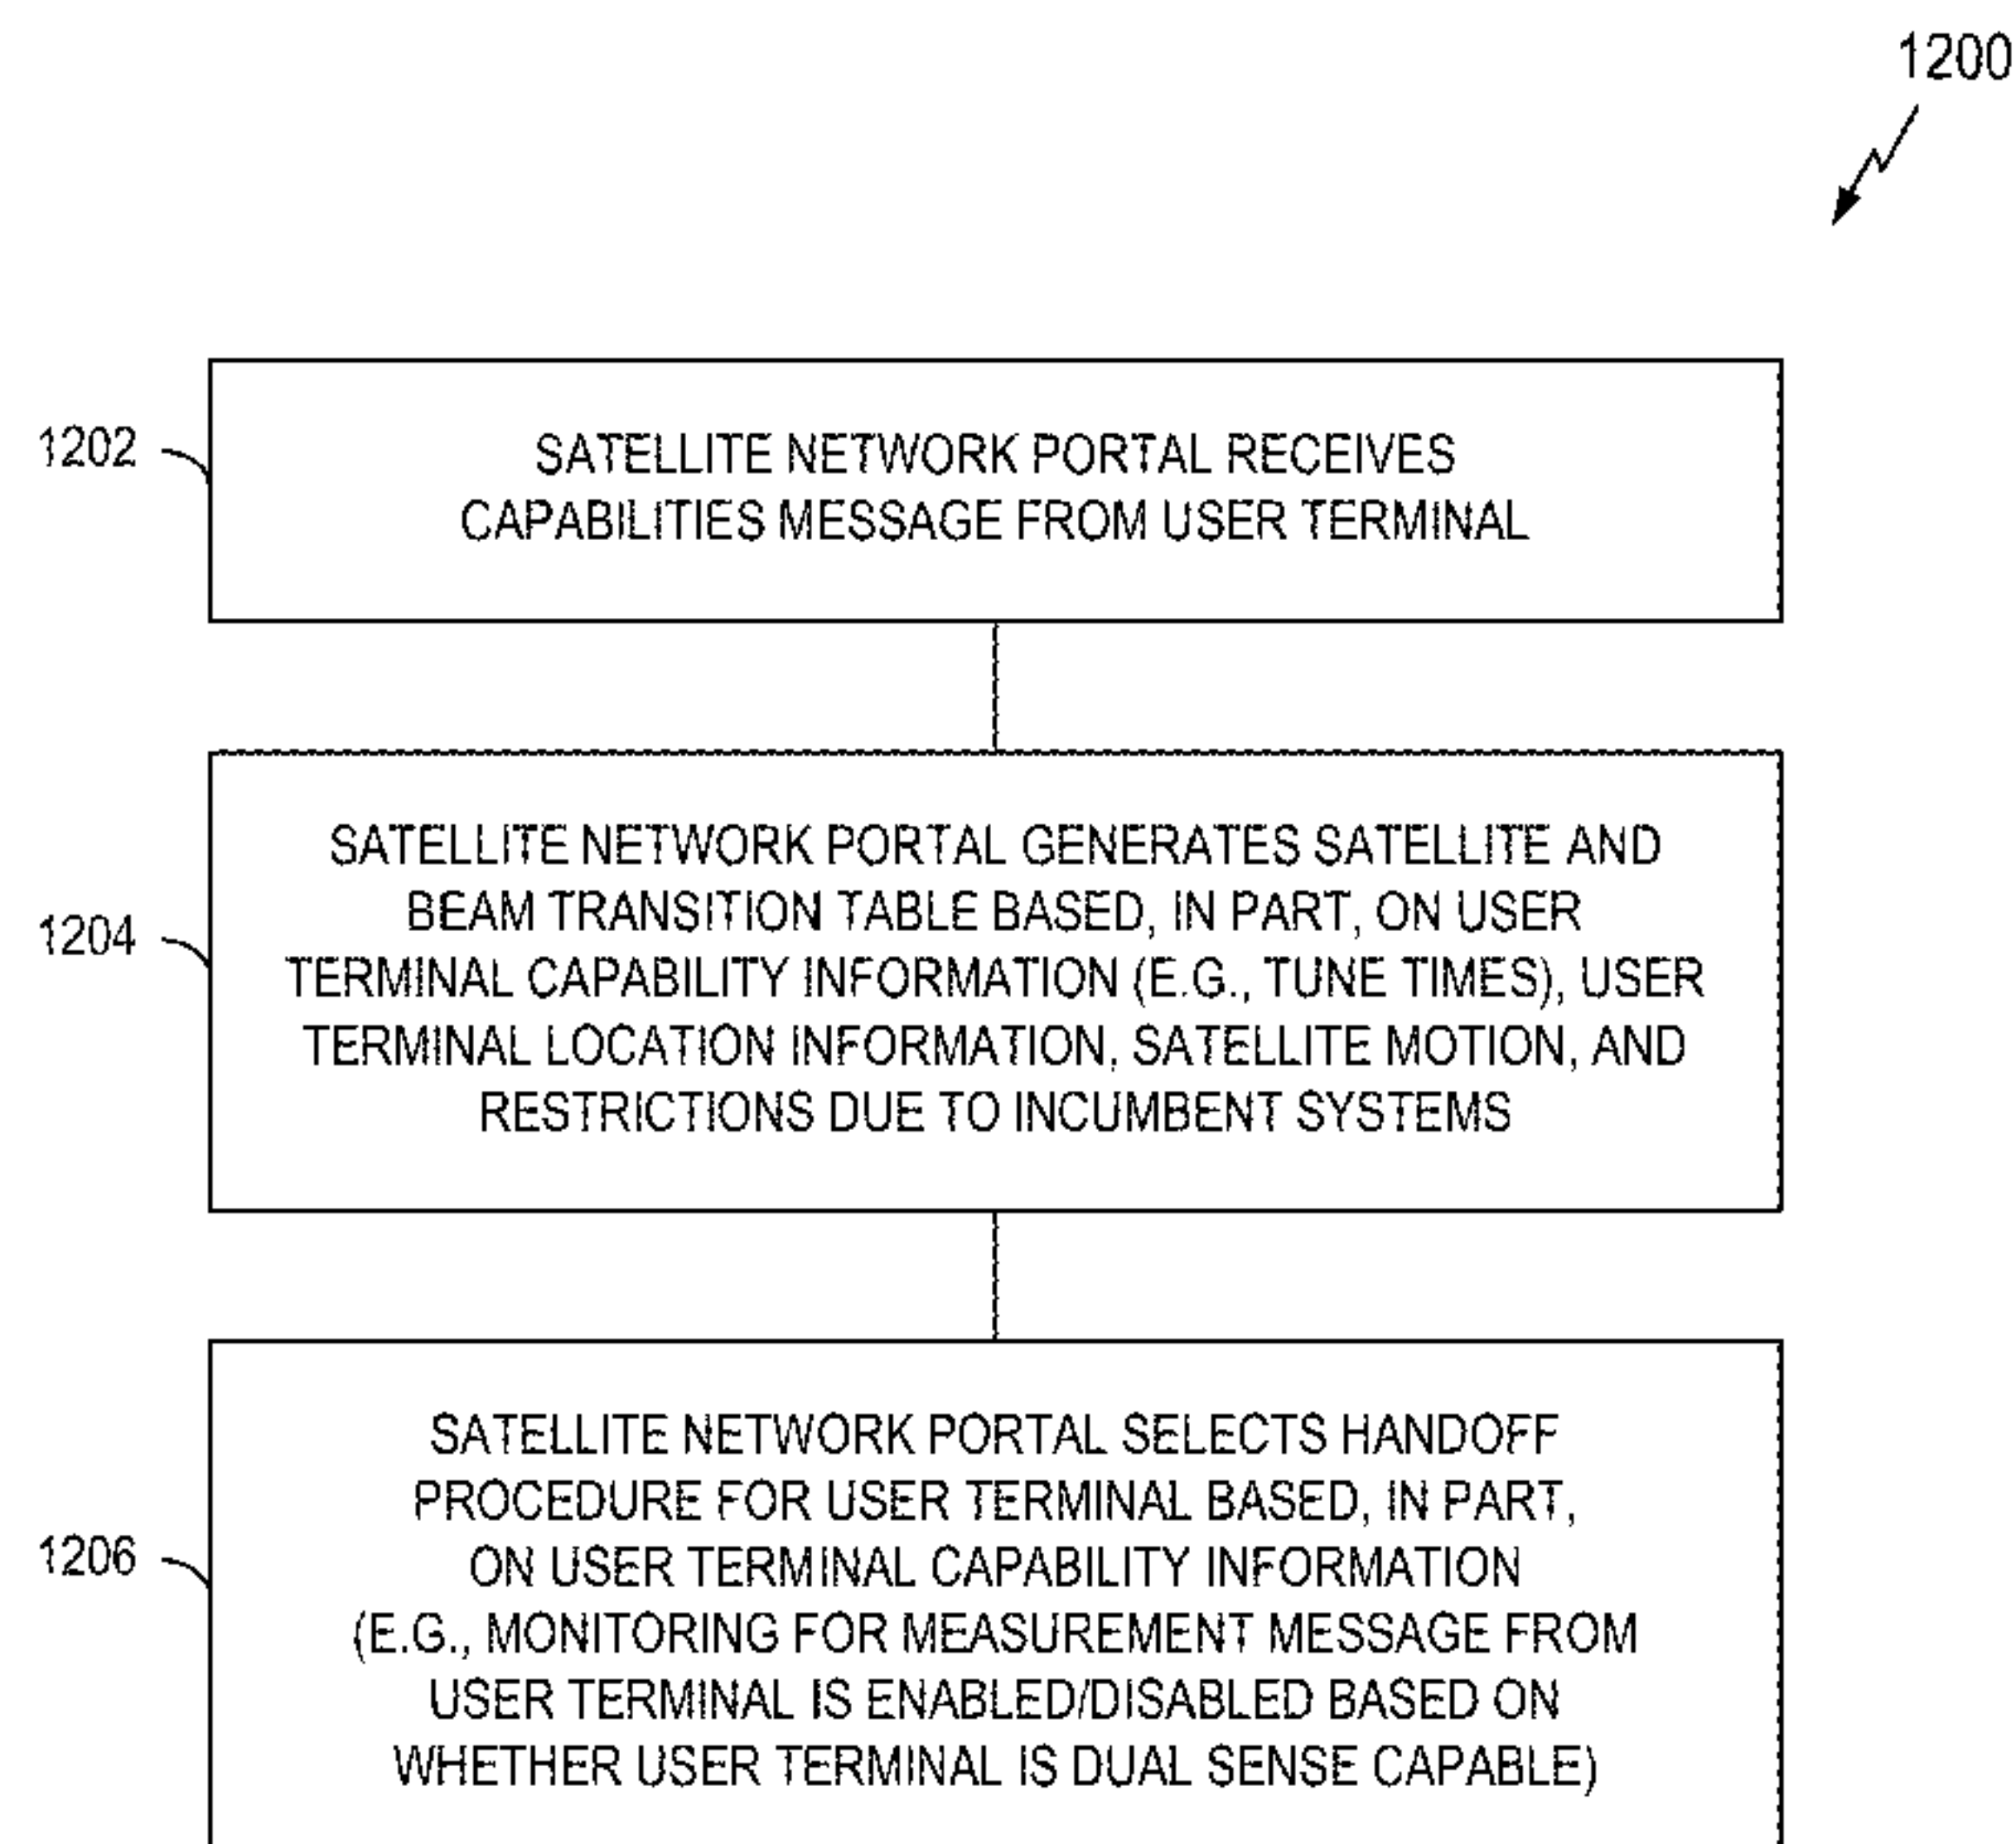 1200
1202
SATELLITE NETWORK PORTAL RECEIVES
CAPABILITIES MESSAGE FROM USER TERMINAL
1204
SATELLITE NETWORK PORTAL GENERATES SATELLITE AND
BEAM TRANSITION TABLE BASED, IN PART, ON USER
TERMINAL CAPABILITY INFORMATION (E.G., TUNE TIMES), USER
TERMINAL LOCATION INFORMATION, SATELLITE MOTION, AND
RESTRICTIONS DUE TO INCUMBENT SYSTEMS
1206
SATELLITE NETWORK PORTAL SELECTS HANDOFF
PROCEDURE FOR USER TERMINAL BASED, IN PART,
ON USER TERMINAL CAPABILITY INFORMATION
(E.G., MONITORING FOR MEASUREMENT MESSAGE FROM
USER TERMINAL IS ENABLED/DISABLED BASED ON
WHETHER USER TERMINAL IS DUAL SENSE CAPABLE)